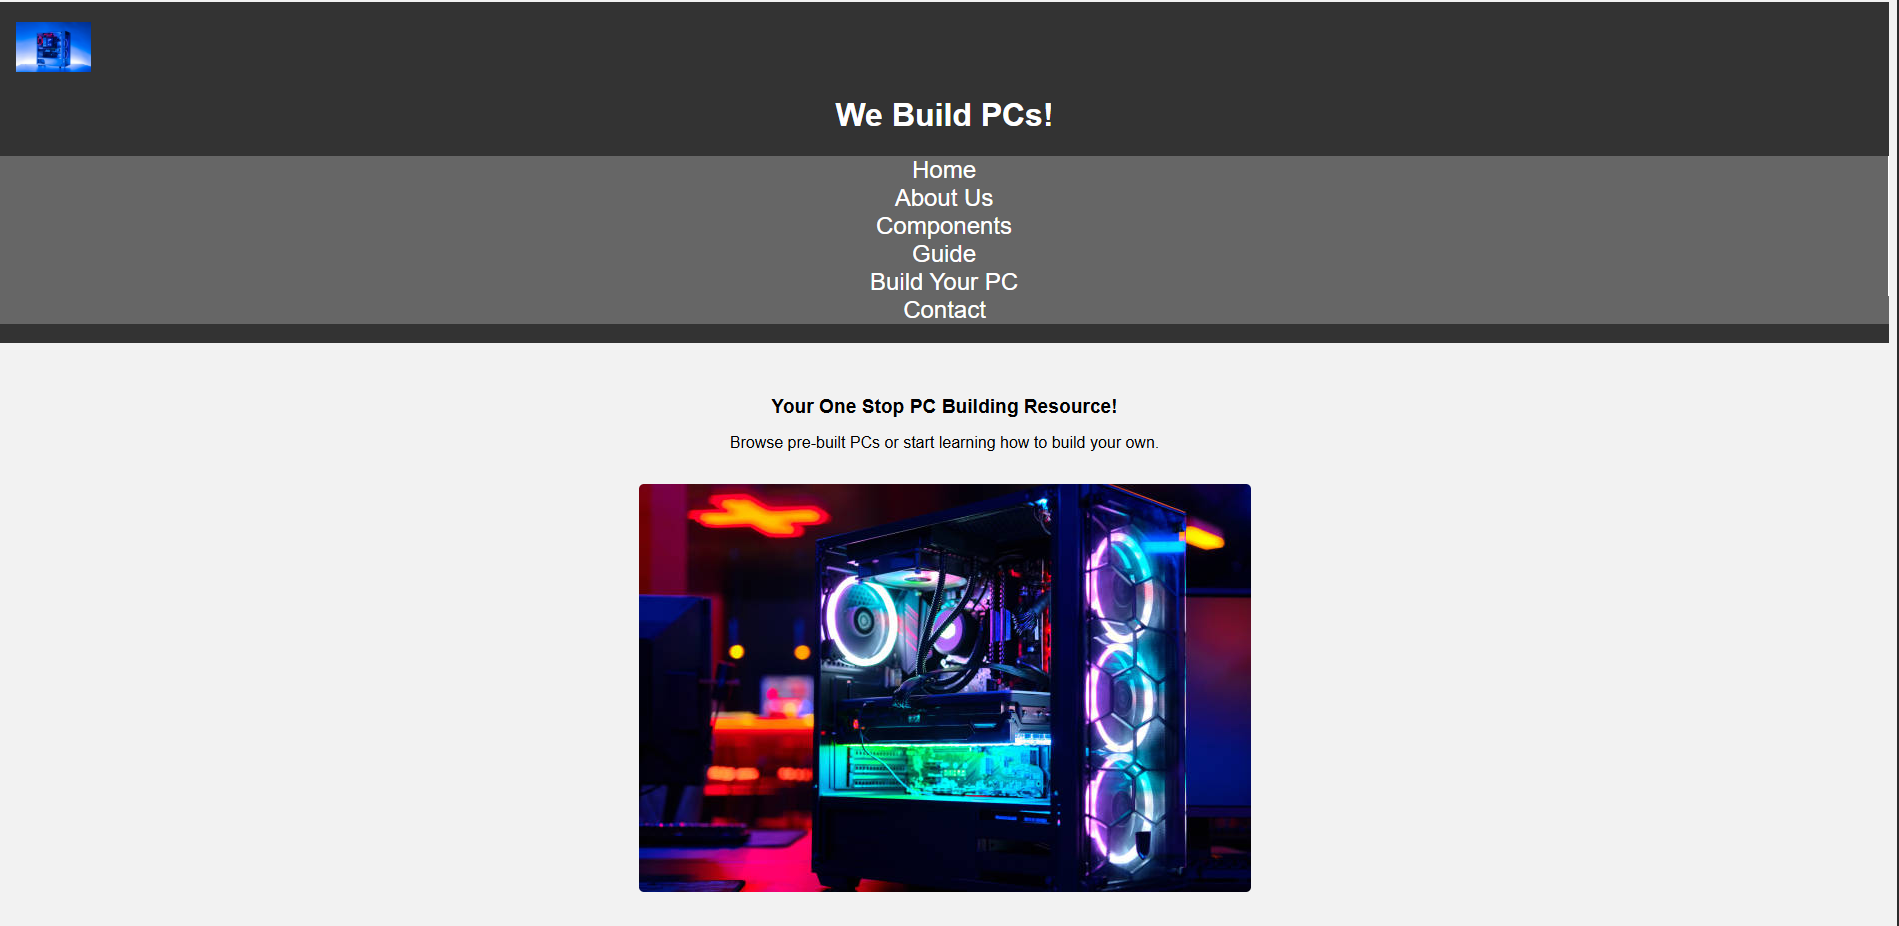 We Build PCs!
Home
About Us
Components
Guide
Build Your PC
Contact
Your One Stop PC Building Resource!
Browse pre-built PCs or start learning how to build your own.